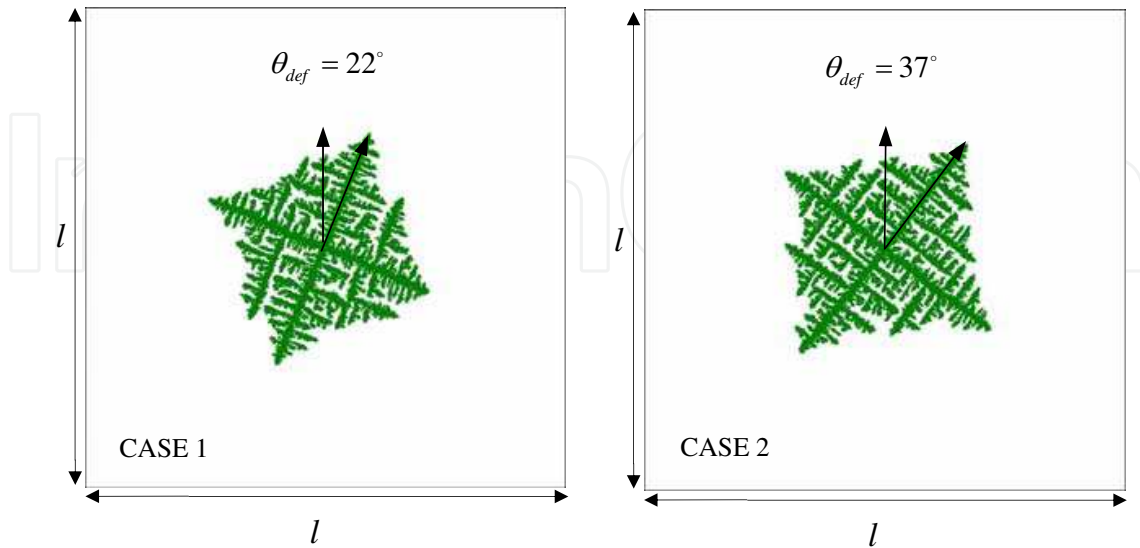 θdef = 22°
l
CASE 1
l
θdef = 37°
l
CASE 2
l